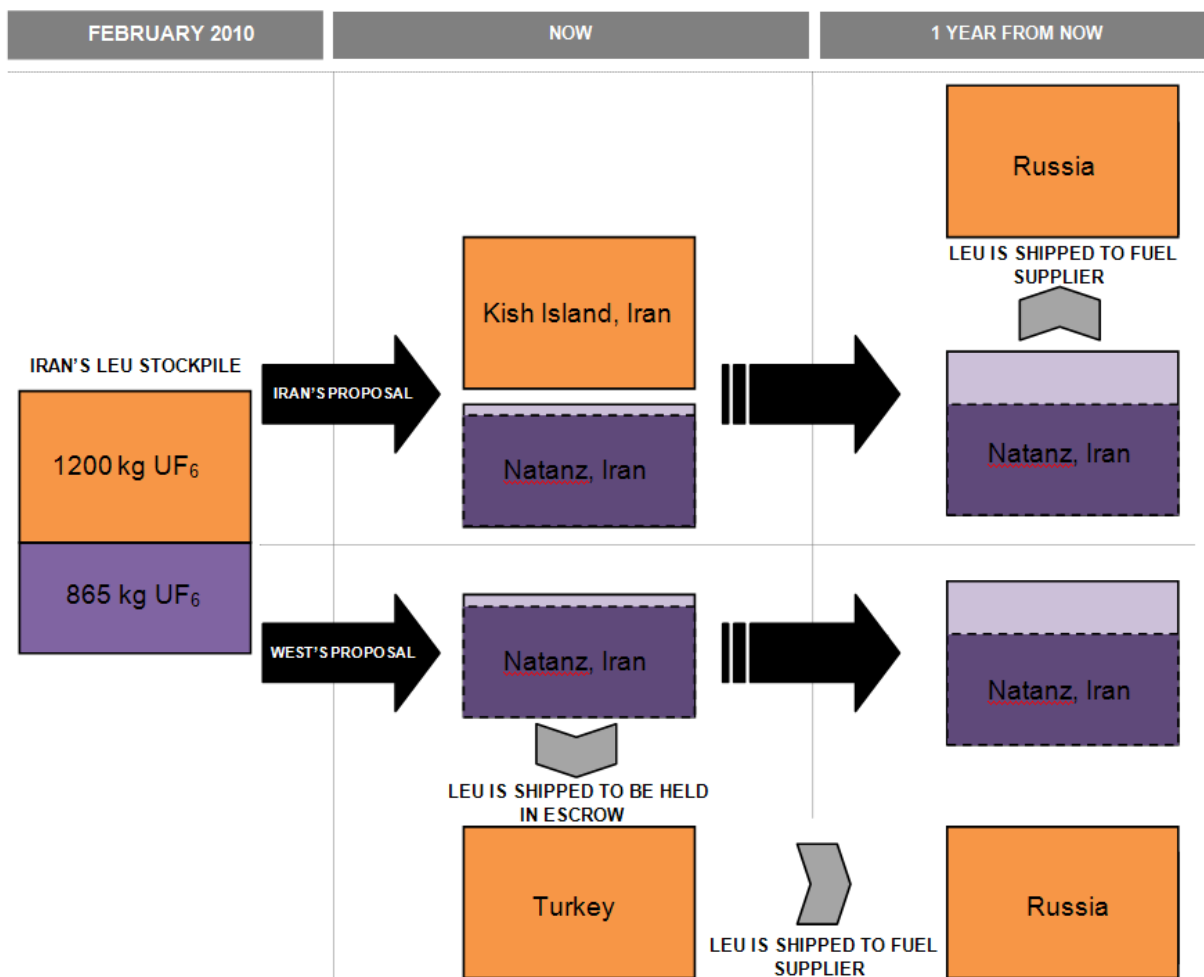 FEBRUARY 2010
NOW
1 YEAR FROM NOW
Russia
LEU IS SHIPPED TO FUEL
SUPPLIER
Kish Island, Iran
IRAN'S LEU STOCKPILE
IRAN'S PROPOSAL
1200 kg UF₆
Natanz, Iran
Natanz, Iran
865 kg UF₆
WEST'S PROPOSAL
Natanz, Iran
Natanz, Iran
LEU IS SHIPPED TO BE HELD
IN ESCROW
Turkey
LEU IS SHIPPED TO FUEL
SUPPLIER
Russia